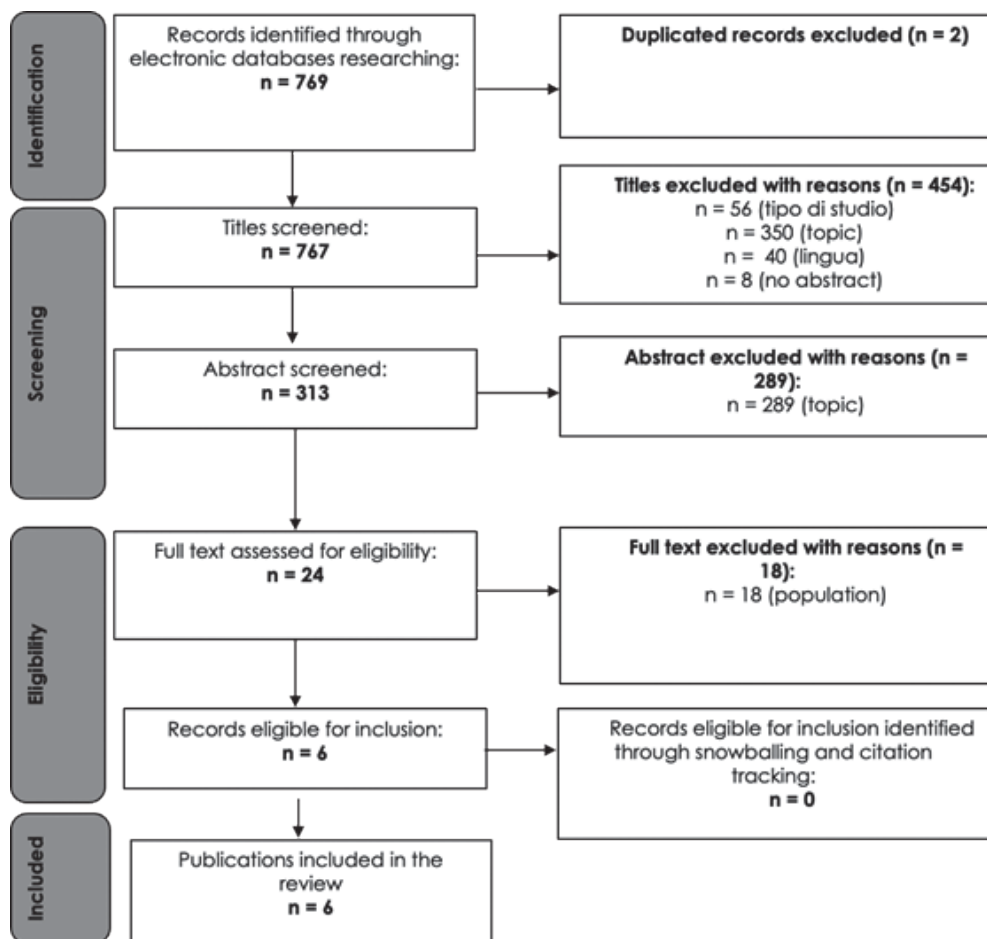 Identification
Records identified through
electronic databases researching:
n = 769
Duplicated records excluded (n = 2)
Screening
Titles screened:
n = 767
Titles excluded with reasons (n = 454):
n = 56 (tipo di studio)
n = 350 (topic)
n = 40 (lingua)
n = 8 (no abstract)
Abstract screened:
n = 313
Abstract excluded with reasons (n =
289):
n = 289 (topic)
Eligibility
Full text assessed for eligibility:
n = 24
Full text excluded with reasons (n =
18):
n = 18 (population)
Records eligible for inclusion:
n = 6
Records eligible for inclusion identified
through snowballing and citation
tracking:
n = 0
Included
Publications included in the
review
n = 6